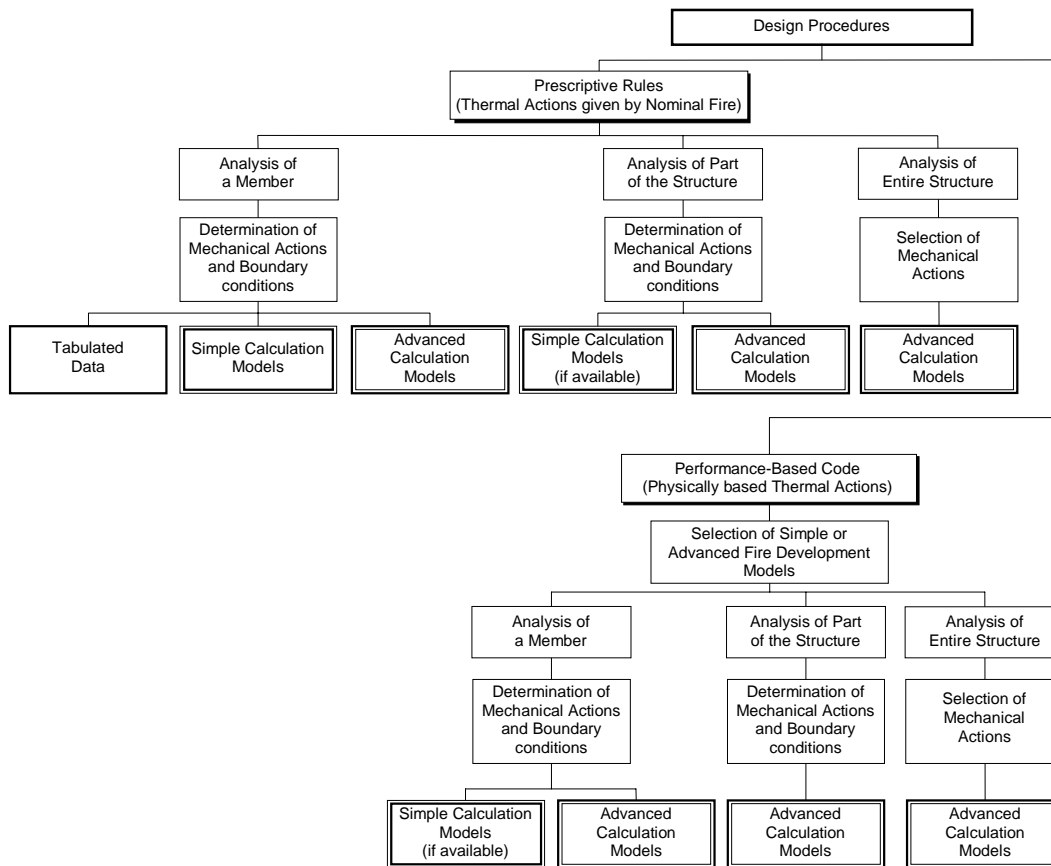 Design Procedures
Prescriptive Rules
(Thermal Actions given by Nominal Fire)
Analysis of
a Member
Analysis of Part
of the Structure
Analysis of
Entire Structure
Determination of
Mechanical Actions
and Boundary
conditions
Determination of
Mechanical Actions
and Boundary
conditions
Selection of
Mechanical
Actions
Tabulated
Data
Simple Calculation
Models
Advanced
Calculation
Models
Simple Calculation
Models
(if available)
Advanced
Calculation
Models
Advanced
Calculation
Models
Performance-Based Code
(Physically based Thermal Actions)
Selection of Simple or
Advanced Fire Development
Models
Analysis of
a Member
Analysis of Part
of the Structure
Analysis of
Entire Structure
Determination of
Mechanical Actions
and Boundary
conditions
Determination of
Mechanical Actions
and Boundary
conditions
Selection of
Mechanical
Actions
Simple Calculation
Models
(if available)
Advanced
Calculation
Models
Advanced
Calculation
Models
Advanced
Calculation
Models